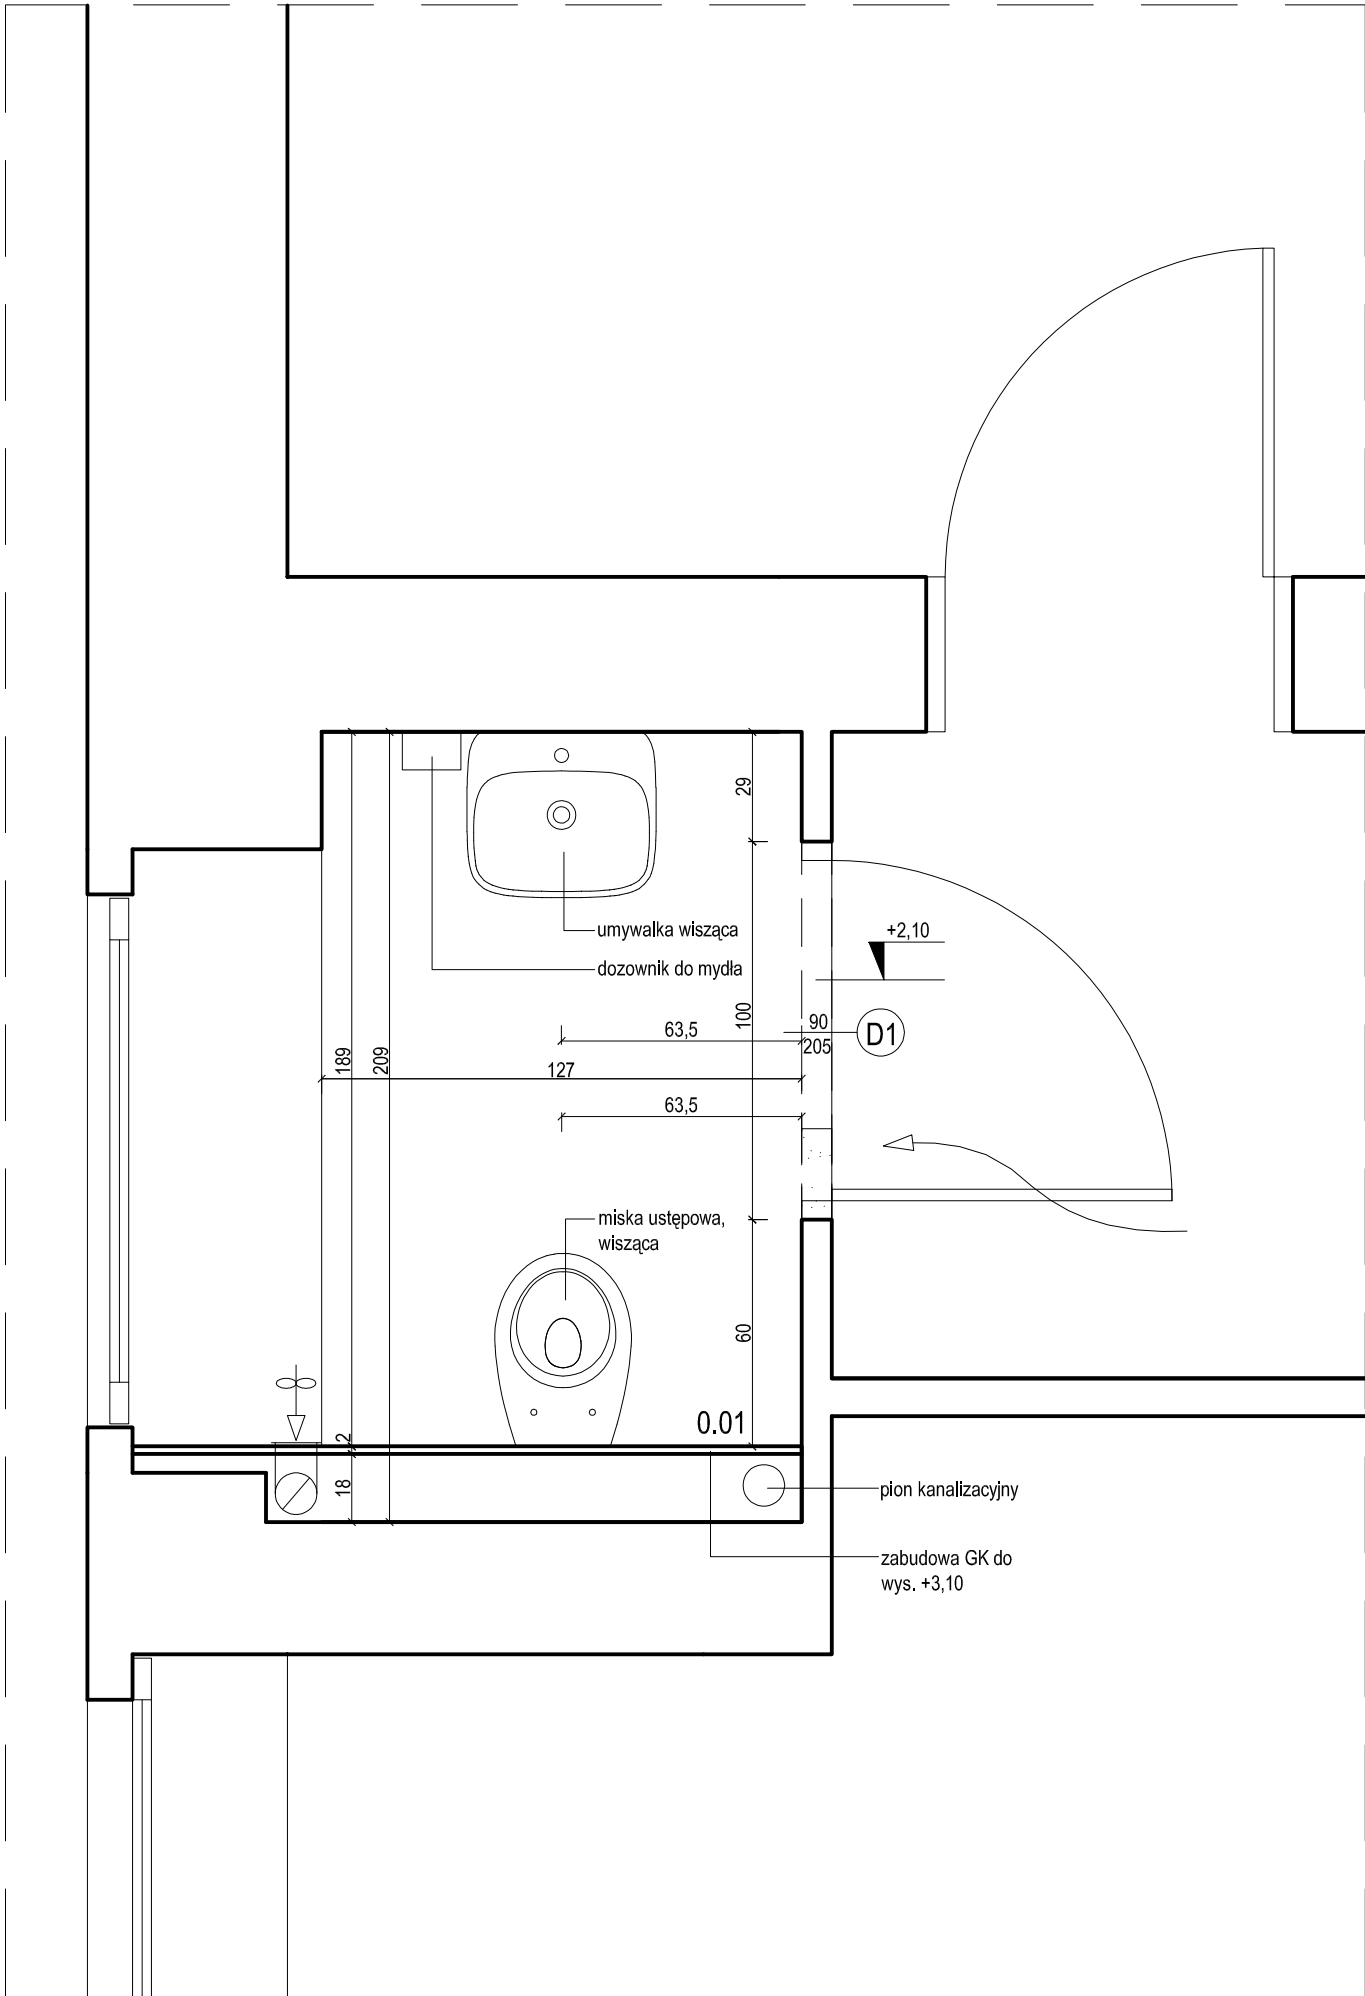 29
umywalka wisząca
+2,10
dozownik do mydła
100
90
205
D1
63,5
189
209
127
63,5
miska ustępowa,
wisząca
60
0.01
2
18
pion kanalizacyjny
zabudowa GK do
wys. +3,10